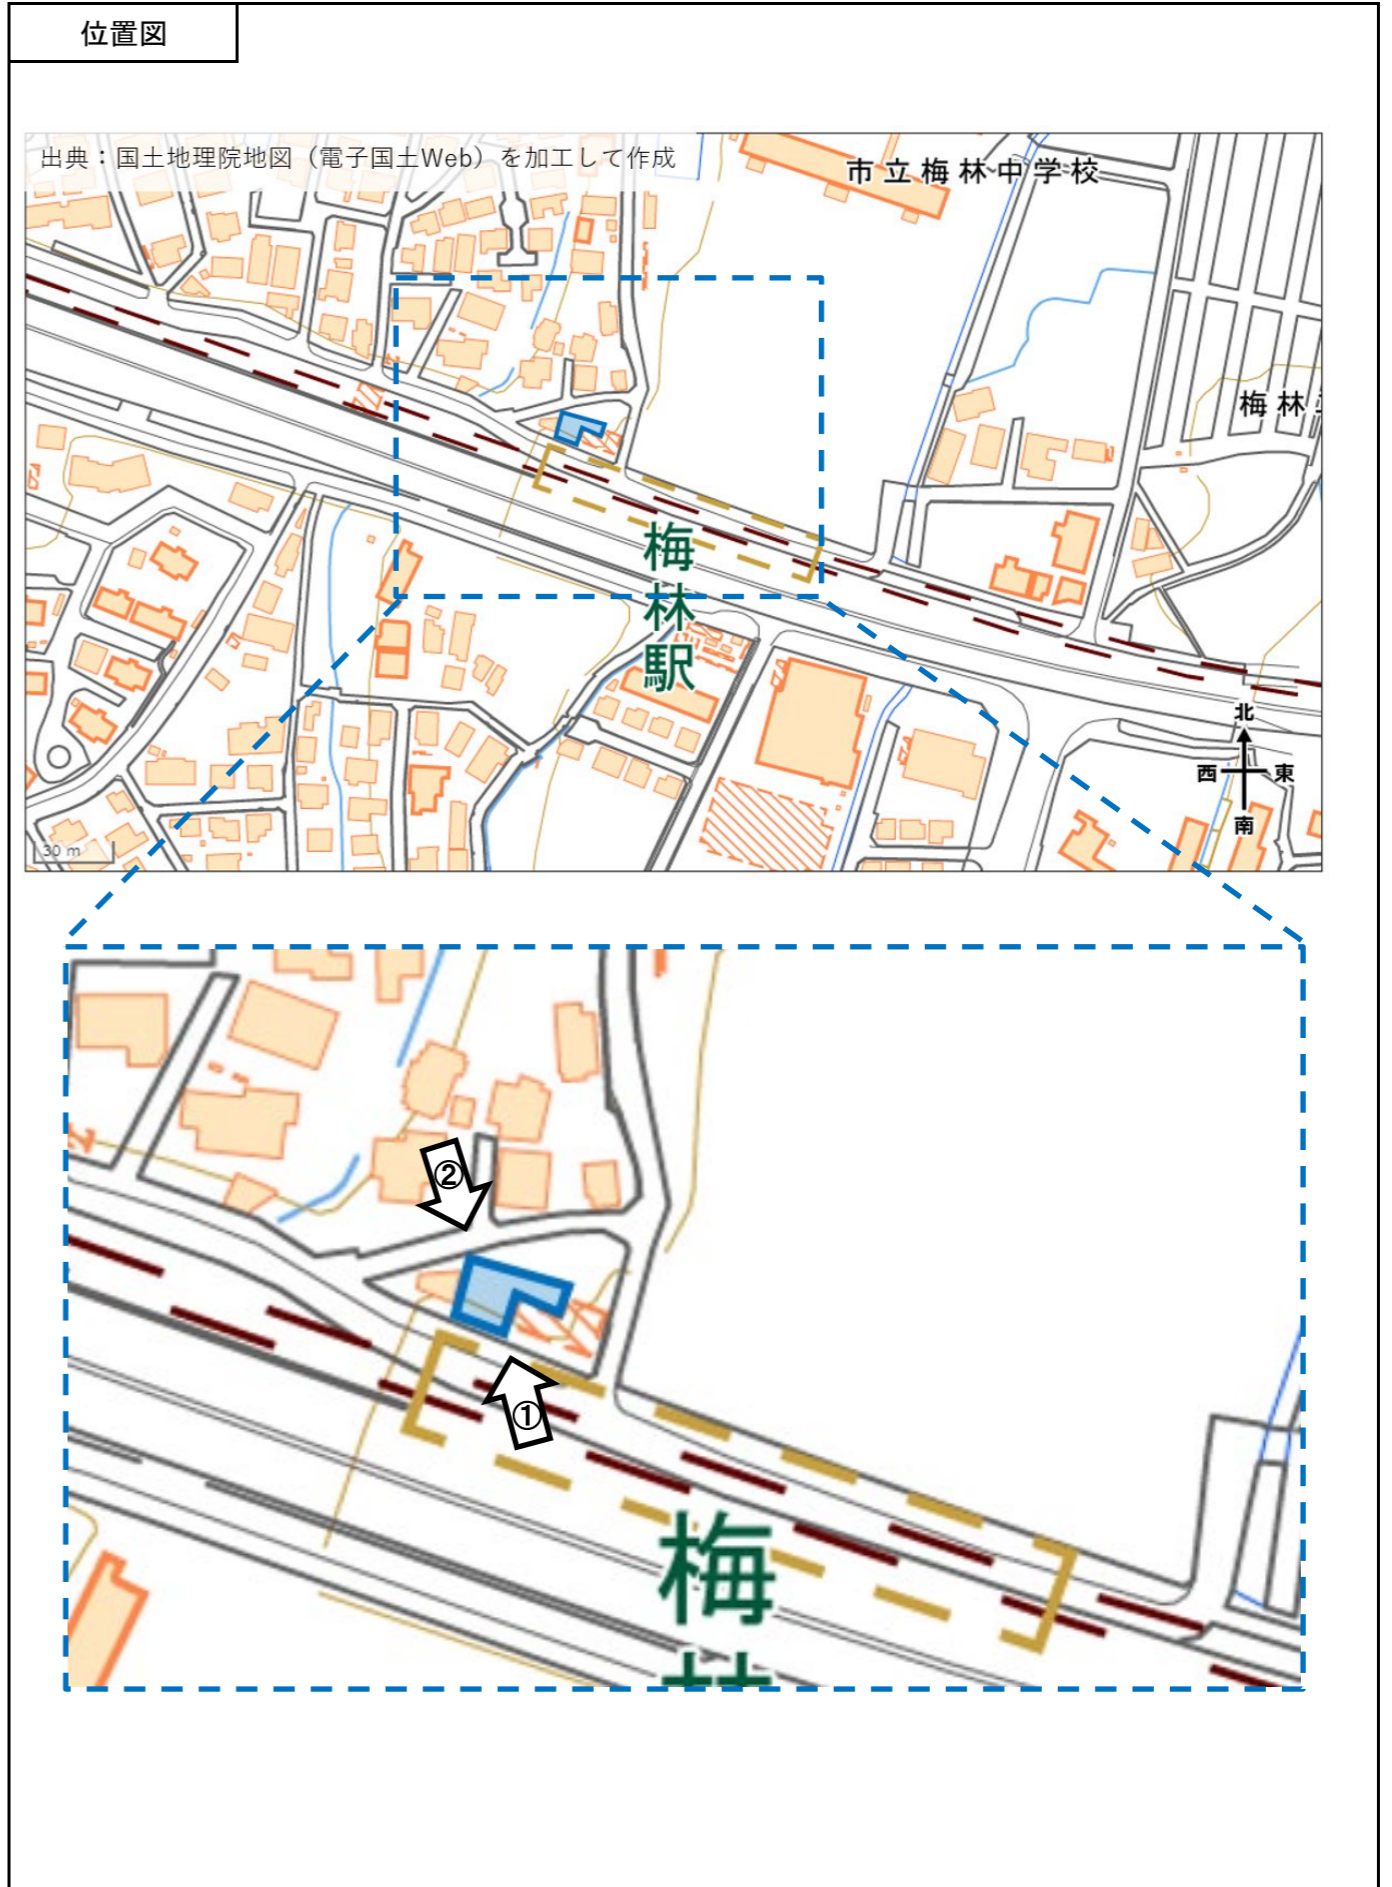 位置図
出典：国土地理院地図（電子国土Web）を加工して作成
市立梅林中学校
梅林
梅林駅
北
西 東
南
30 m
②
①
梅